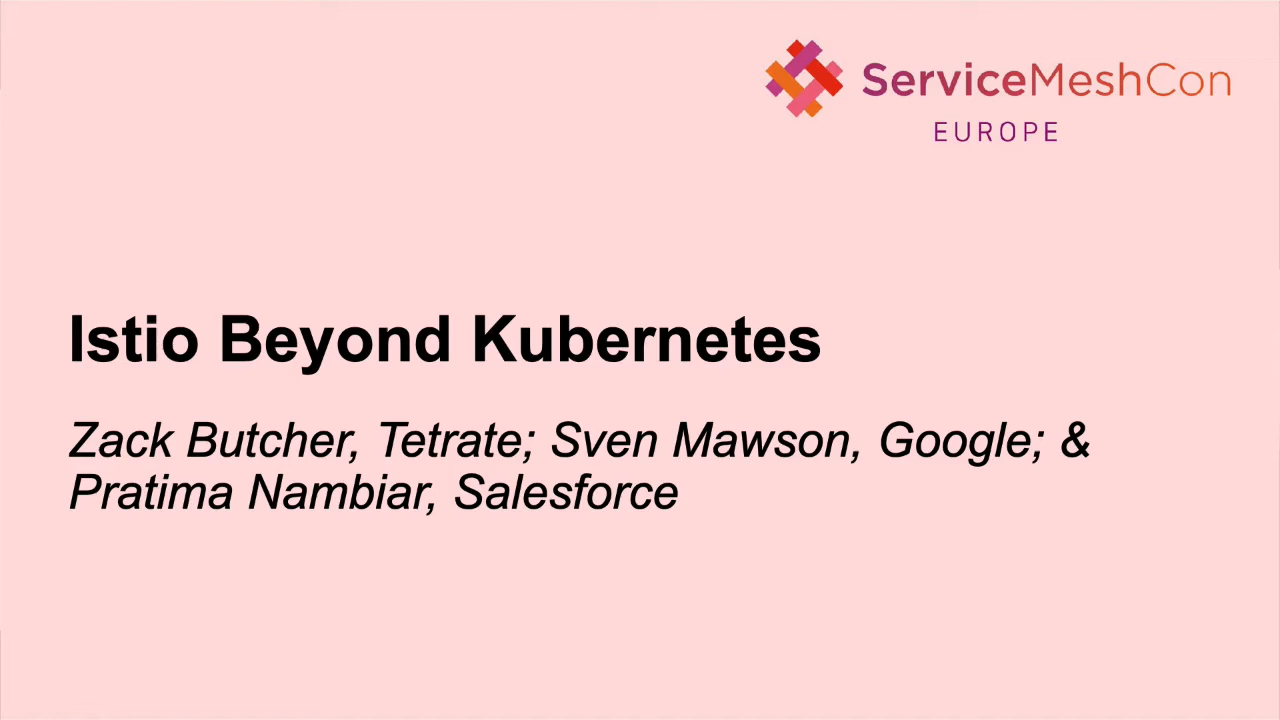 ServiceMeshCon
EUROPE
Istio Beyond Kubernetes
Zack Butcher, Tetrate; Sven Mawson, Google; &
Pratima Nambiar, Salesforce